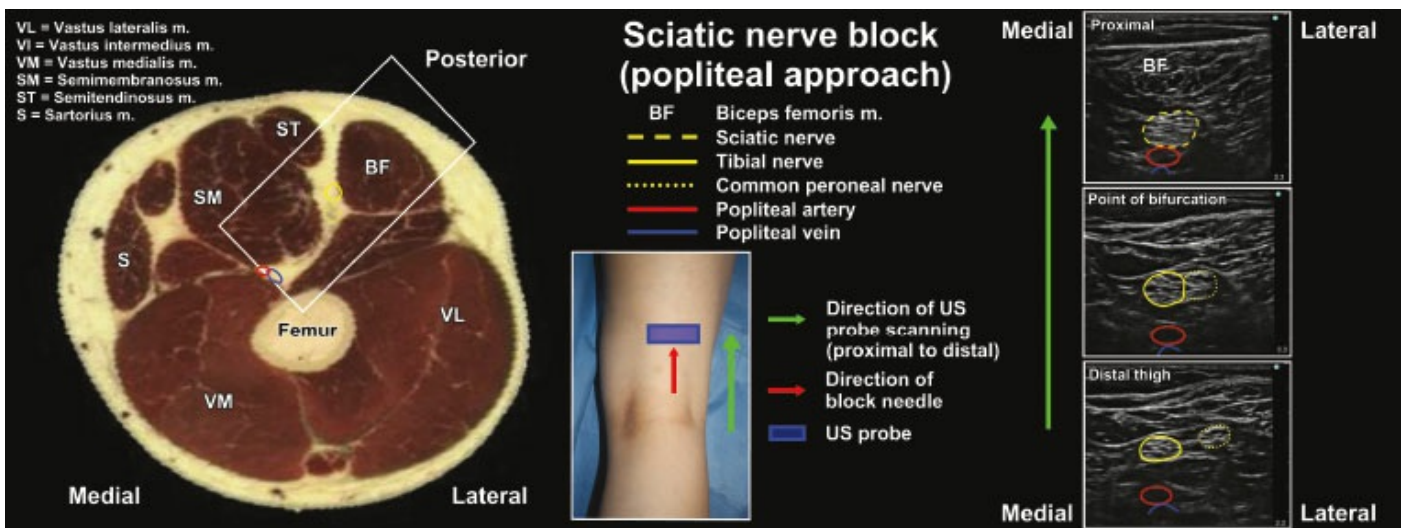 VL = Vastus lateralis m.
VI = Vastus intermedius m.
VM = Vastus medialis m.
SM = Semimembranosus m.
ST = Semitendinosus m.
S = Sartorius m.
Posterior
ST
BF
SM
S
VL
Femur
VM
Medial
Lateral
Sciatic nerve block
(popliteal approach)
BF Biceps femoris m.
Sciatic nerve
Tibial nerve
Common peroneal nerve
Popliteal artery
Popliteal vein
Direction of US
probe scanning
(proximal to distal)
Direction of
block needle
US probe
Medial
Lateral
Proximal
BF
Point of bifurcation
Distal thigh
Medial
Lateral